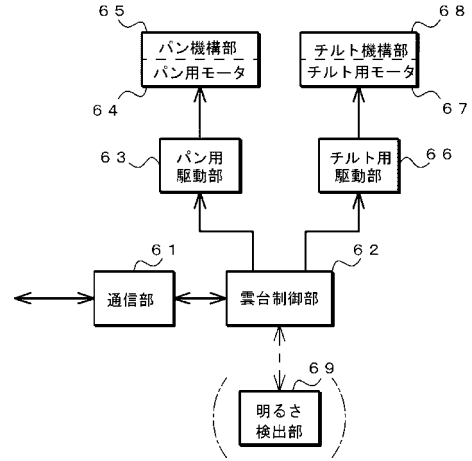 ６５
パン機構部
パン用モータ
６４
６８
チルト機構部
チルト用モータ
６７
６３
パン用
駆動部
チルト用
駆動部
６６
６１
通信部
６２
雲台制御部
６９
明るさ
検出部